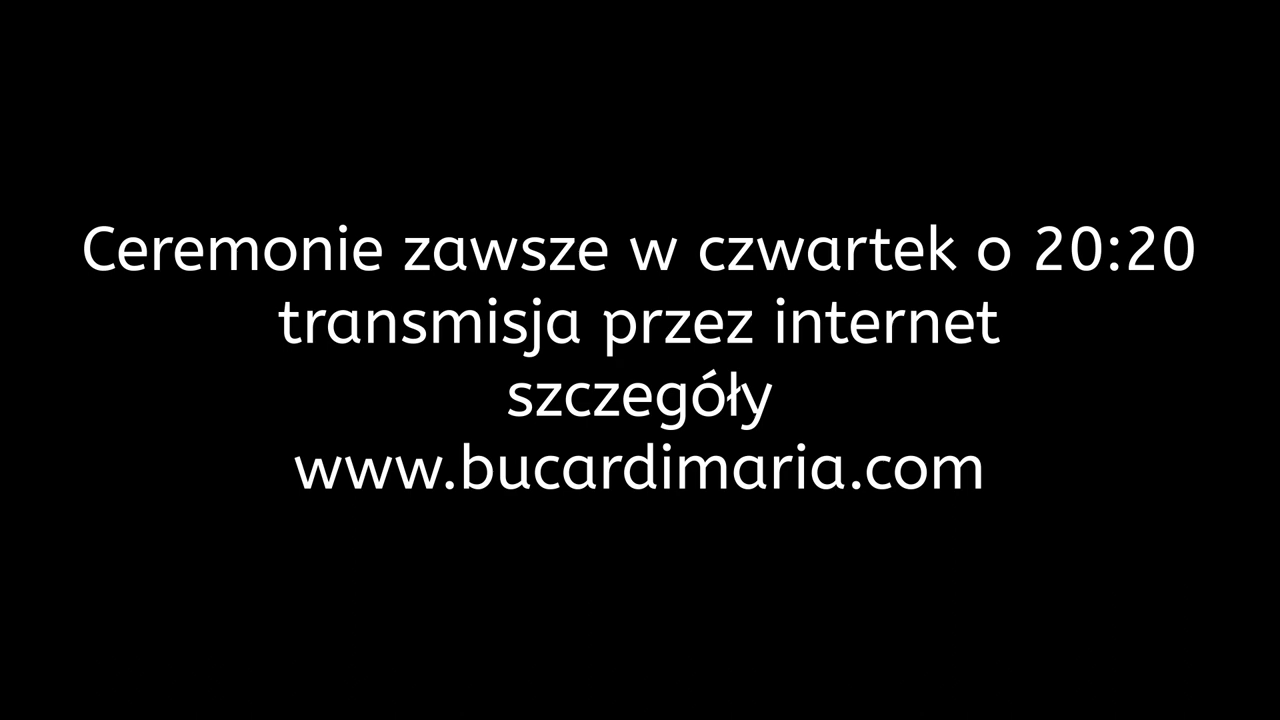 Ceremonie zawsze w czwartek o 20:20
transmisja przez internet
szczegóły
www.bucardimaria.com